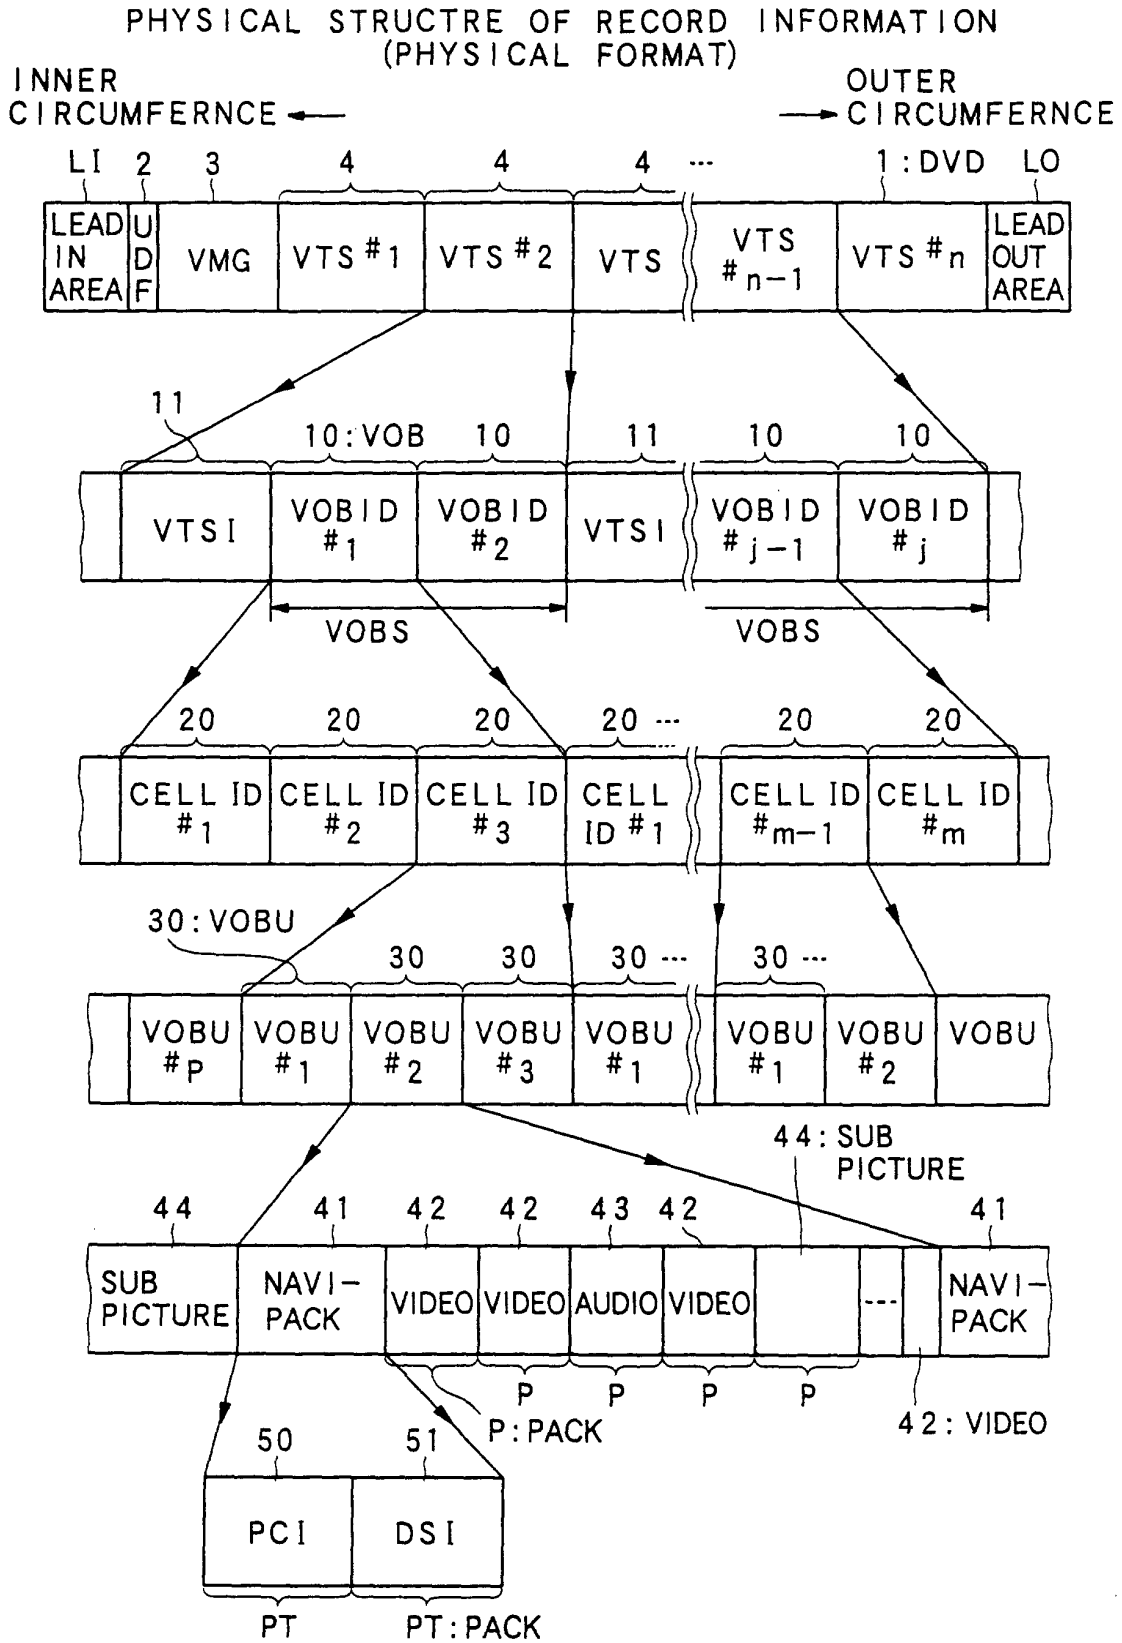 PHYSICAL STRUCTRE OF RECORD INFORMATION
(PHYSICAL FORMAT)
INNER
CIRCUMFERNCE
OUTER
CIRCUMFERNCE
LI 2 3 4 4 4 ··· 1:DVD LO
LEAD
IN
AREA
UDF
VMG
VTS #1
VTS #2
VTS
VTS
#n-1
VTS #n
LEAD
OUT
AREA
11 10:VOB 10 11 10 10
VTSI
VOBID
#1
VOBID
#2
VTSI
VOBID
#j-1
VOBID
#j
VOBS
VOBS
20 20 20 20 ··· 20 20
CELL ID
#1
CELL ID
#2
CELL ID
#3
CELL
ID #1
CELL ID
#m-1
CELL ID
#m
30:VOBU
30 30 30 ··· 30 ···
VOBU
#P
VOBU
#1
VOBU
#2
VOBU
#3
VOBU
#1
VOBU
#1
VOBU
#2
VOBU
44:SUB
PICTURE
44 41 42 42 43 42 41
SUB
PICTURE
NAVI-
PACK
VIDEO
VIDEO
AUDIO
VIDEO
---
NAVI-
PACK
P P P P
P:PACK
42:VIDEO
50 51
PCI
DSI
PT
PT:PACK